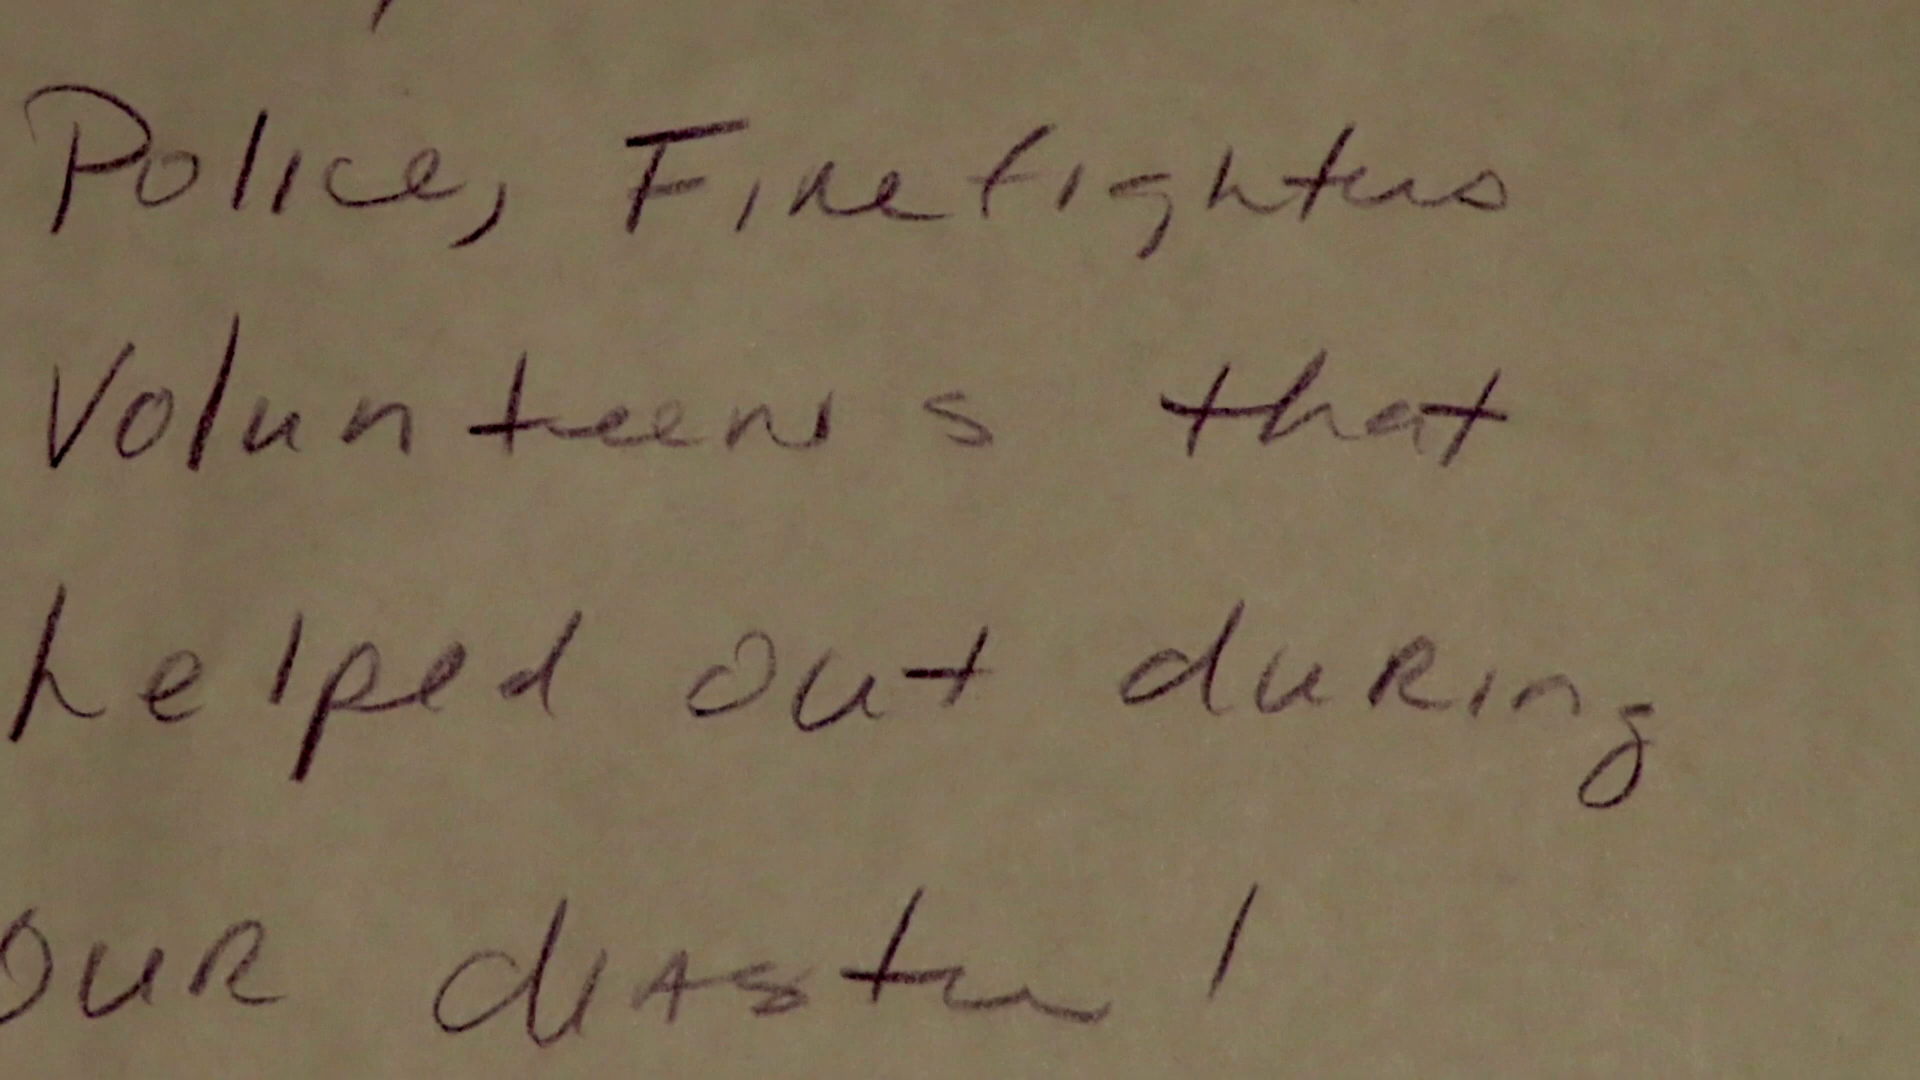 Police, Firefighters
Volunteers that
helped out during
our disaster!